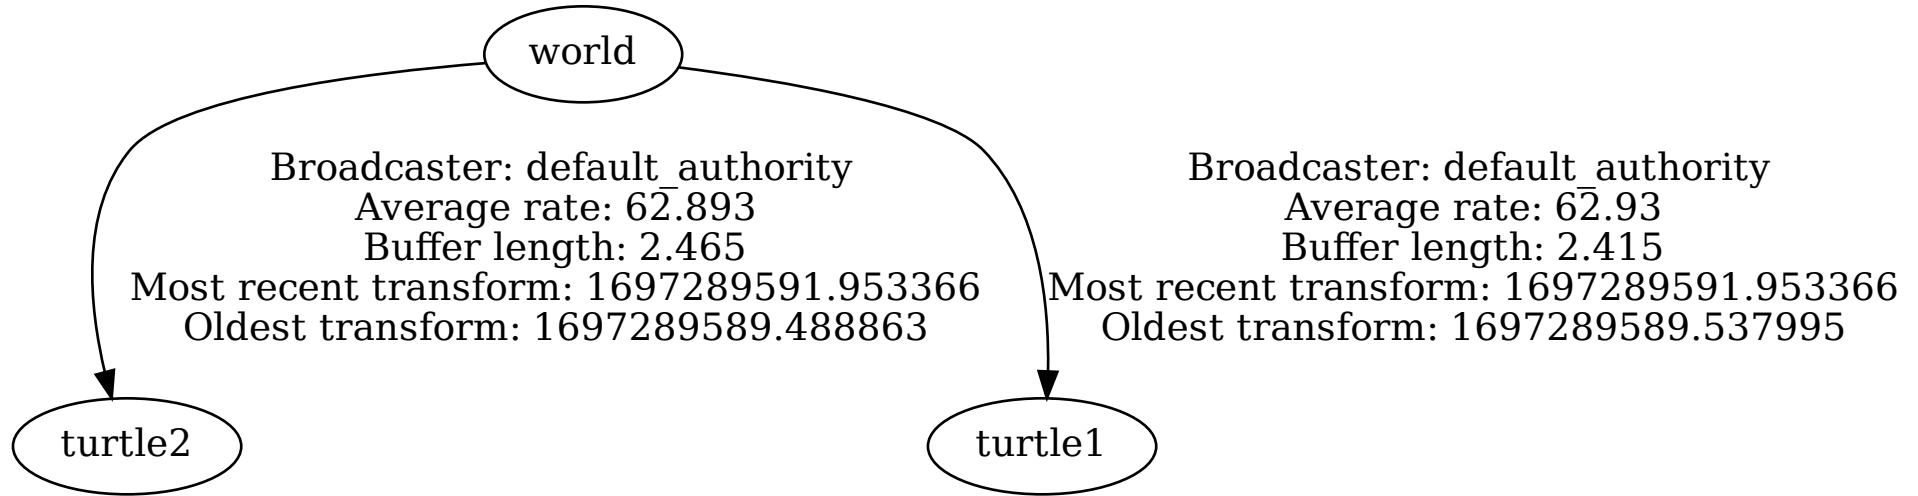 world
Broadcaster: default_authority
Average rate: 62.893
Buffer length: 2.465
Most recent transform: 1697289591.953366
Oldest transform: 1697289589.488863
Broadcaster: default_authority
Average rate: 62.93
Buffer length: 2.415
Most recent transform: 1697289591.953366
Oldest transform: 1697289589.537995
turtle2
turtle1